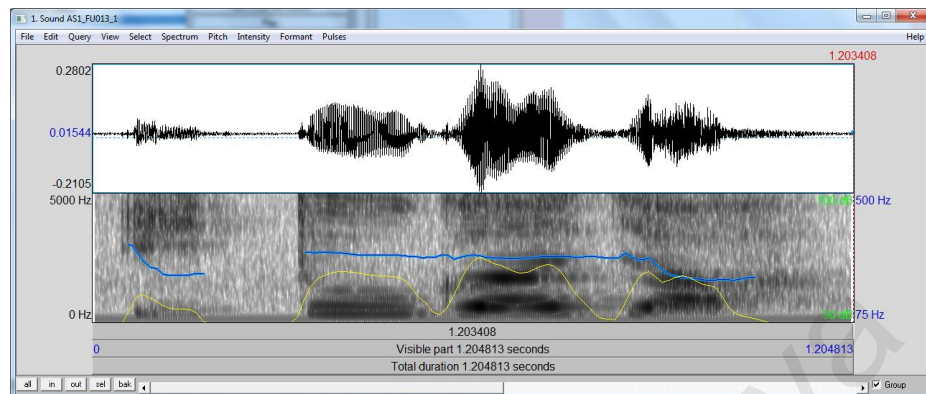 1. Sound AS1_FU013_1
File Edit Query View Select Spectrum Pitch Intensity Formant Pulses Help
1.203408
0.2802
0.01544
-0.2105
5000 Hz 100 dB 500 Hz
0 Hz 75 Hz
1.203408
0 Visible part 1.204813 seconds 1.204813
Total duration 1.204813 seconds
all in out sel bak Group